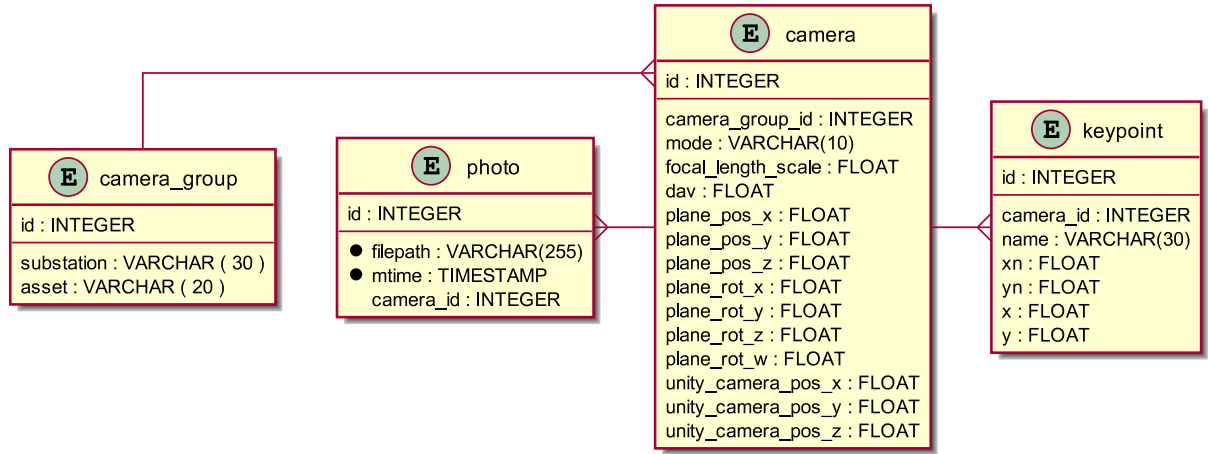 E camera_group
id : INTEGER
substation : VARCHAR ( 30 )
asset : VARCHAR ( 20 )
E photo
id : INTEGER
● filepath : VARCHAR(255)
● mtime : TIMESTAMP
camera_id : INTEGER
E camera
id : INTEGER
camera_group_id : INTEGER
mode : VARCHAR(10)
focal_length_scale : FLOAT
dav : FLOAT
plane_pos_x : FLOAT
plane_pos_y : FLOAT
plane_pos_z : FLOAT
plane_rot_x : FLOAT
plane_rot_y : FLOAT
plane_rot_z : FLOAT
plane_rot_w : FLOAT
unity_camera_pos_x : FLOAT
unity_camera_pos_y : FLOAT
unity_camera_pos_z : FLOAT
E keypoint
id : INTEGER
camera_id : INTEGER
name : VARCHAR(30)
xn : FLOAT
yn : FLOAT
x : FLOAT
y : FLOAT